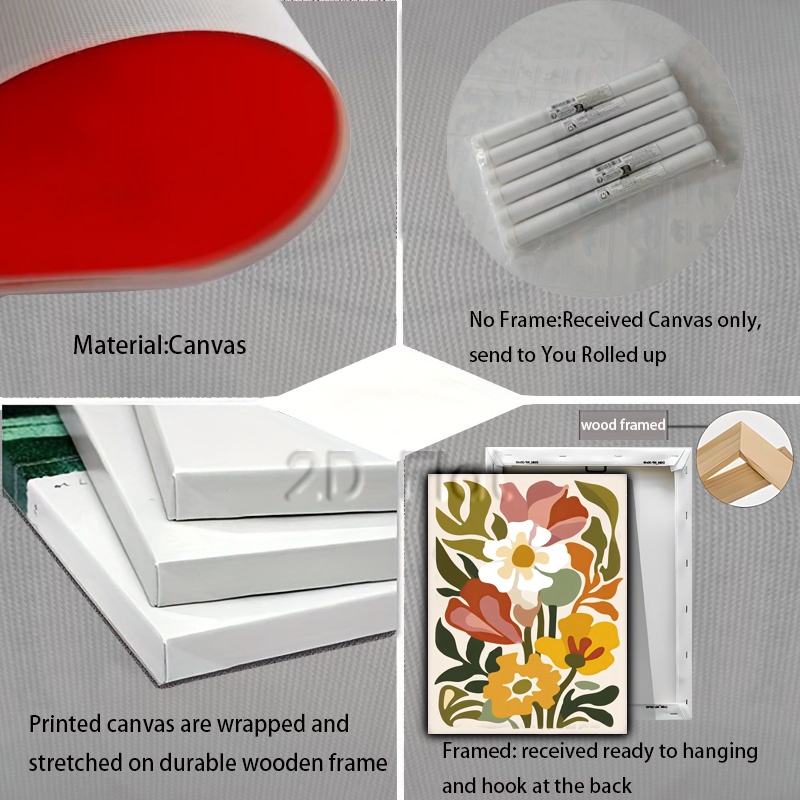 Material:Canvas
No Frame:Received Canvas only,
send to You Rolled up
wood framed
2D
Printed canvas are wrapped and
stretched on durable wooden frame
Framed: received ready to hanging
and hook at the back